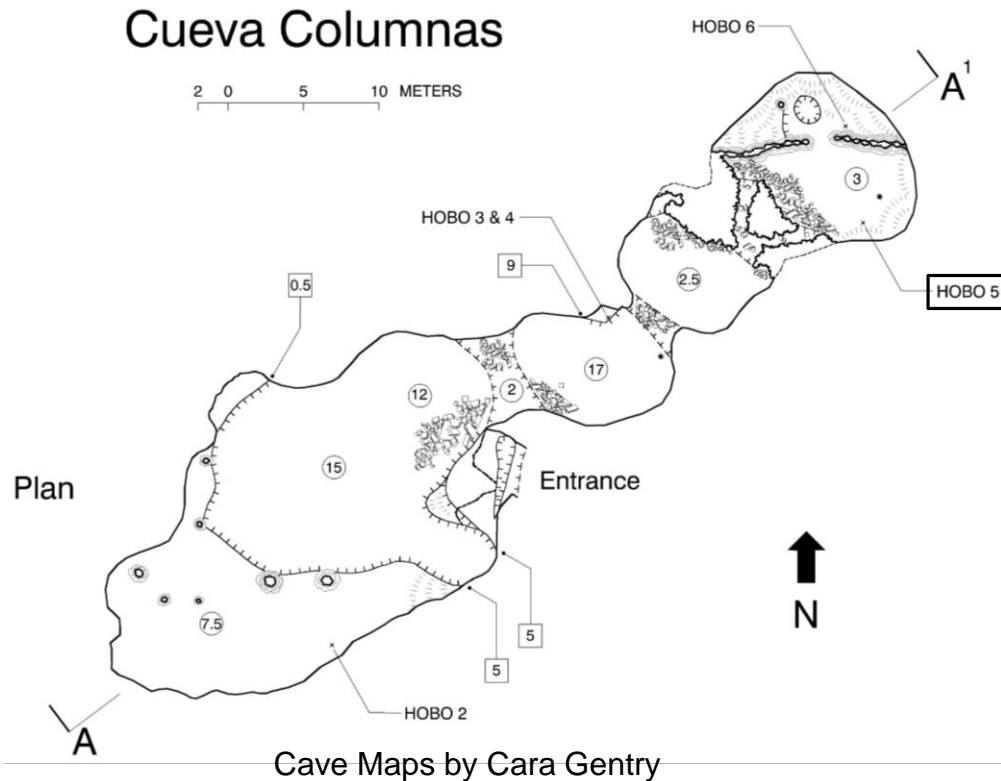 Cueva Columnas
2 0 5 10 METERS
HOBO 6
A1
3
HOBO 3 & 4
9
2.5
HOBO 5
0.5
17
12
2
15
Plan
Entrance
N
7.5
5
5
HOBO 2
A
Cave Maps by Cara Gentry